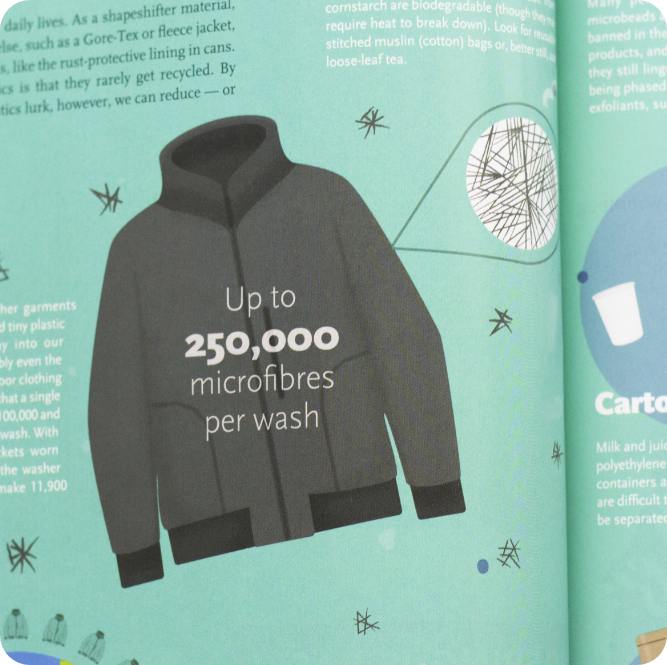 daily lives. As a shapeshifter material,
else, such as a Gore-Tex or fleece jacket,
s, like the rust-protective lining in cans.
ics is that they rarely get recycled. By
tics lurk, however, we can reduce — or
cornstarch are biodegradable (though they
require heat to break down). Look for
stitched muslin (cotton) bags or, better still,
loose-leaf tea.
Many
microbeads
banned in the
products, and
they still ling
being phased
exfoliants, su
Up to
250,000
microfibres
per wash
her garments
d tiny plastic
y into our
bly even the
oor clothing
that a single
100,000 and
wash. With
kets worn
the washer
make 11,900
Carto
Milk and juic
polyethylene
containers a
are difficult t
be separated